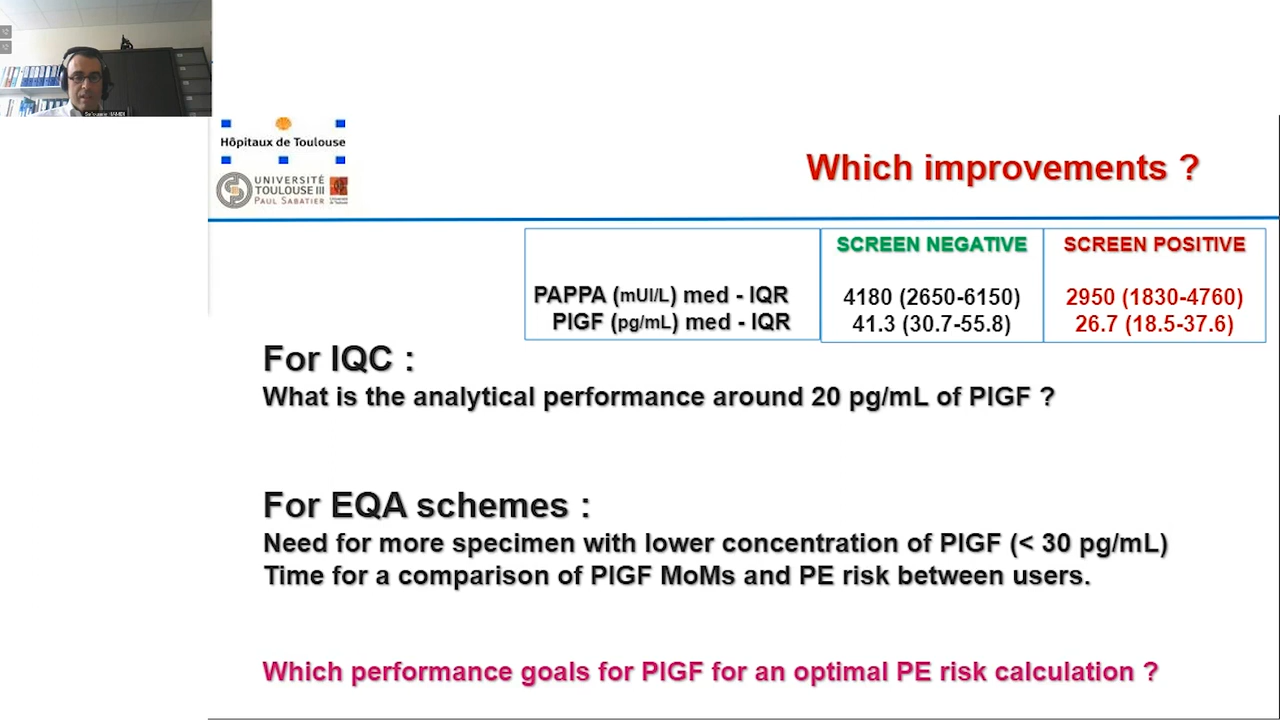 Hôpitaux de Toulouse
UNIVERSITÉ
TOULOUSE III
PAUL SABATIER
Which improvements ?
SCREEN NEGATIVE SCREEN POSITIVE
PAPPA (mUI/L) med - IQR 4180 (2650-6150) 2950 (1830-4760)
PlGF (pg/mL) med - IQR 41.3 (30.7-55.8) 26.7 (18.5-37.6)
For IQC :
What is the analytical performance around 20 pg/mL of PlGF ?
For EQA schemes :
Need for more specimen with lower concentration of PlGF (< 30 pg/mL)
Time for a comparison of PlGF MoMs and PE risk between users.
Which performance goals for PlGF for an optimal PE risk calculation ?